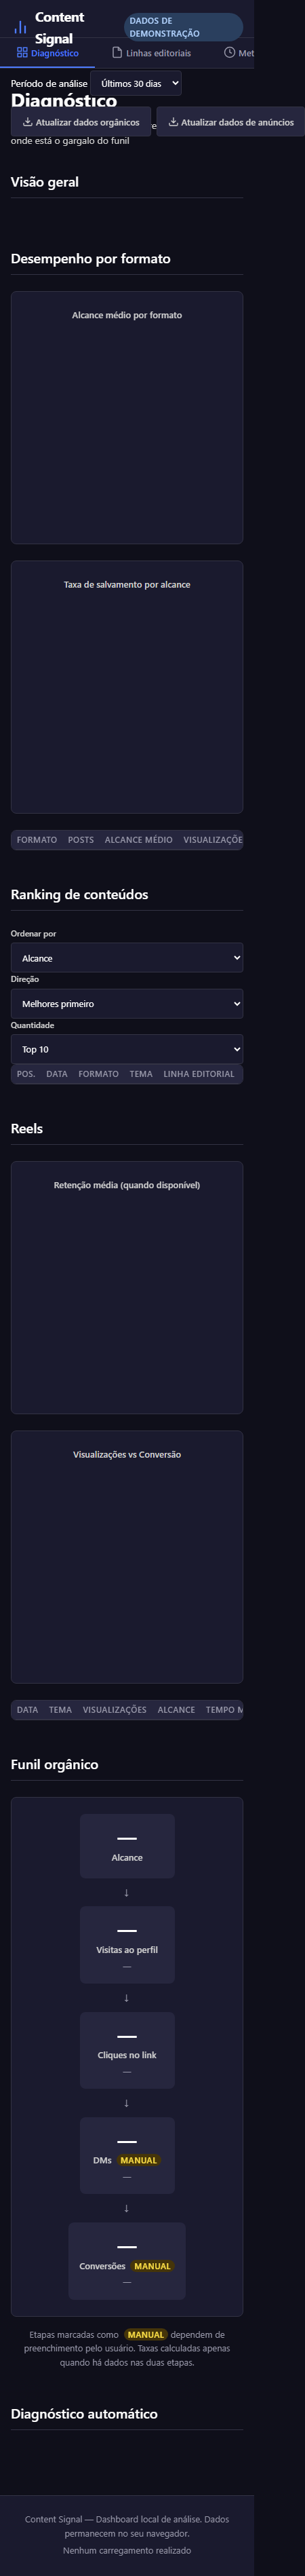 Content
Signal
DADOS DE
DEMONSTRAÇÃO
Diagnóstico
Linhas editoriais
Met
Período de análise
Últimos 30 dias
Diagnóstico
Atualizar dados orgânicos
Atualizar dados de anúncios
onde está o gargalo do funil
Visão geral
Desempenho por formato
Alcance médio por formato
Taxa de salvamento por alcance
FORMATO POSTS ALCANCE MÉDIO VISUALIZAÇÕE
Ranking de conteúdos
Ordenar por
Alcance
Direção
Melhores primeiro
Quantidade
Top 10
POS. DATA FORMATO TEMA LINHA EDITORIAL
Reels
Retenção média (quando disponível)
Visualizações vs Conversão
DATA TEMA VISUALIZAÇÕES ALCANCE TEMPO M
Funil orgânico
—
Alcance
↓
—
Visitas ao perfil
—
↓
—
Cliques no link
—
↓
—
DMs MANUAL
—
↓
—
Conversões MANUAL
—
Etapas marcadas como MANUAL dependem de
preenchimento pelo usuário. Taxas calculadas apenas
quando há dados nas duas etapas.
Diagnóstico automático
Content Signal — Dashboard local de análise. Dados
permanecem no seu navegador.
Nenhum carregamento realizado